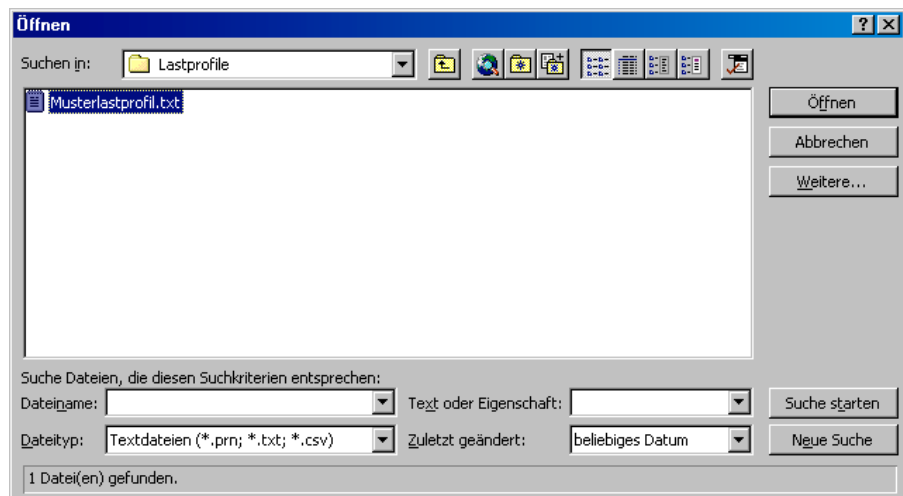 Öffnen
Suchen in: Lastprofile
Musterlastprofil.txt
Öffnen
Abbrechen
Weitere...
Suche Dateien, die diesen Suchkriterien entsprechen:
Dateiname: Text oder Eigenschaft: Suche starten
Dateityp: Textdateien (*.prn; *.txt; *.csv) Zuletzt geändert: beliebiges Datum Neue Suche
1 Datei(en) gefunden.